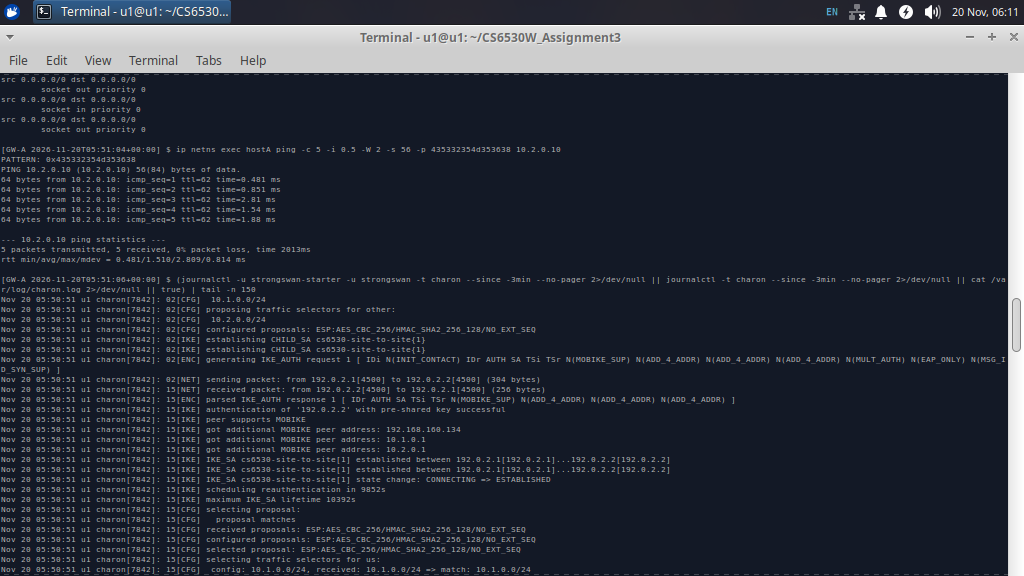 Terminal - u1@u1: ~/CS6530...
EN
20 Nov, 06:11
Terminal - u1@u1: ~/CS6530W_Assignment3
File Edit View Terminal Tabs Help
src 0.0.0.0/0 dst 0.0.0.0/0
socket out priority 0
src 0.0.0.0/0 dst 0.0.0.0/0
socket in priority 0
src 0.0.0.0/0 dst 0.0.0.0/0
socket out priority 0
[GW-A 2026-11-20T05:51:04+00:00] $ ip netns exec hostA ping -c 5 -i 0.5 -W 2 -s 56 -p 435332354d353638 10.2.0.10
PATTERN: 0x435332354d353638
PING 10.2.0.10 (10.2.0.10) 56(84) bytes of data.
64 bytes from 10.2.0.10: icmp_seq=1 ttl=62 time=0.481 ms
64 bytes from 10.2.0.10: icmp_seq=2 ttl=62 time=0.851 ms
64 bytes from 10.2.0.10: icmp_seq=3 ttl=62 time=2.81 ms
64 bytes from 10.2.0.10: icmp_seq=4 ttl=62 time=1.54 ms
64 bytes from 10.2.0.10: icmp_seq=5 ttl=62 time=1.88 ms
--- 10.2.0.10 ping statistics ---
5 packets transmitted, 5 received, 0% packet loss, time 2013ms
rtt min/avg/max/mdev = 0.481/1.510/2.809/0.814 ms
[GW-A 2026-11-20T05:51:06+00:00] $ (journalctl -u strongswan-starter -u strongswan -t charon --since -3min --no-pager 2>/dev/null || journalctl -t charon --since -3min --no-pager 2>/dev/null || cat /va
r/log/charon.log 2>/dev/null || true) | tail -n 150
Nov 20 05:50:51 u1 charon[7842]: 02[CFG]  10.1.0.0/24
Nov 20 05:50:51 u1 charon[7842]: 02[CFG] proposing traffic selectors for other:
Nov 20 05:50:51 u1 charon[7842]: 02[CFG]  10.2.0.0/24
Nov 20 05:50:51 u1 charon[7842]: 02[CFG] configured proposals: ESP:AES_CBC_256/HMAC_SHA2_256_128/NO_EXT_SEQ
Nov 20 05:50:51 u1 charon[7842]: 02[IKE] establishing CHILD_SA cs6530-site-to-site{1}
Nov 20 05:50:51 u1 charon[7842]: 02[IKE] establishing CHILD_SA cs6530-site-to-site{1}
Nov 20 05:50:51 u1 charon[7842]: 02[ENC] generating IKE_AUTH request 1 [ IDi N(INIT_CONTACT) IDr AUTH SA TSi TSr N(MOBIKE_SUP) N(ADD_4_ADDR) N(ADD_4_ADDR) N(ADD_4_ADDR) N(MULT_AUTH) N(EAP_ONLY) N(MSG_I
D_SYN_SUP) ]
Nov 20 05:50:51 u1 charon[7842]: 02[NET] sending packet: from 192.0.2.1[4500] to 192.0.2.2[4500] (304 bytes)
Nov 20 05:50:51 u1 charon[7842]: 15[NET] received packet: from 192.0.2.2[4500] to 192.0.2.1[4500] (256 bytes)
Nov 20 05:50:51 u1 charon[7842]: 15[ENC] parsed IKE_AUTH response 1 [ IDr AUTH SA TSi TSr N(MOBIKE_SUP) N(ADD_4_ADDR) N(ADD_4_ADDR) N(ADD_4_ADDR) ]
Nov 20 05:50:51 u1 charon[7842]: 15[IKE] authentication of '192.0.2.2' with pre-shared key successful
Nov 20 05:50:51 u1 charon[7842]: 15[IKE] peer supports MOBIKE
Nov 20 05:50:51 u1 charon[7842]: 15[IKE] got additional MOBIKE peer address: 192.168.160.134
Nov 20 05:50:51 u1 charon[7842]: 15[IKE] got additional MOBIKE peer address: 10.1.0.1
Nov 20 05:50:51 u1 charon[7842]: 15[IKE] got additional MOBIKE peer address: 10.2.0.1
Nov 20 05:50:51 u1 charon[7842]: 15[IKE] IKE_SA cs6530-site-to-site[1] established between 192.0.2.1[192.0.2.1]...192.0.2.2[192.0.2.2]
Nov 20 05:50:51 u1 charon[7842]: 15[IKE] IKE_SA cs6530-site-to-site[1] established between 192.0.2.1[192.0.2.1]...192.0.2.2[192.0.2.2]
Nov 20 05:50:51 u1 charon[7842]: 15[IKE] IKE_SA cs6530-site-to-site[1] state change: CONNECTING => ESTABLISHED
Nov 20 05:50:51 u1 charon[7842]: 15[IKE] scheduling reauthentication in 9852s
Nov 20 05:50:51 u1 charon[7842]: 15[IKE] maximum IKE_SA lifetime 10392s
Nov 20 05:50:51 u1 charon[7842]: 15[CFG] selecting proposal:
Nov 20 05:50:51 u1 charon[7842]: 15[CFG]   proposal matches
Nov 20 05:50:51 u1 charon[7842]: 15[CFG] received proposals: ESP:AES_CBC_256/HMAC_SHA2_256_128/NO_EXT_SEQ
Nov 20 05:50:51 u1 charon[7842]: 15[CFG] configured proposals: ESP:AES_CBC_256/HMAC_SHA2_256_128/NO_EXT_SEQ
Nov 20 05:50:51 u1 charon[7842]: 15[CFG] selected proposal: ESP:AES_CBC_256/HMAC_SHA2_256_128/NO_EXT_SEQ
Nov 20 05:50:51 u1 charon[7842]: 15[CFG] selecting traffic selectors for us:
Nov 20 05:50:51 u1 charon[7842]: 15[CFG]  config: 10.1.0.0/24, received: 10.1.0.0/24 => match: 10.1.0.0/24